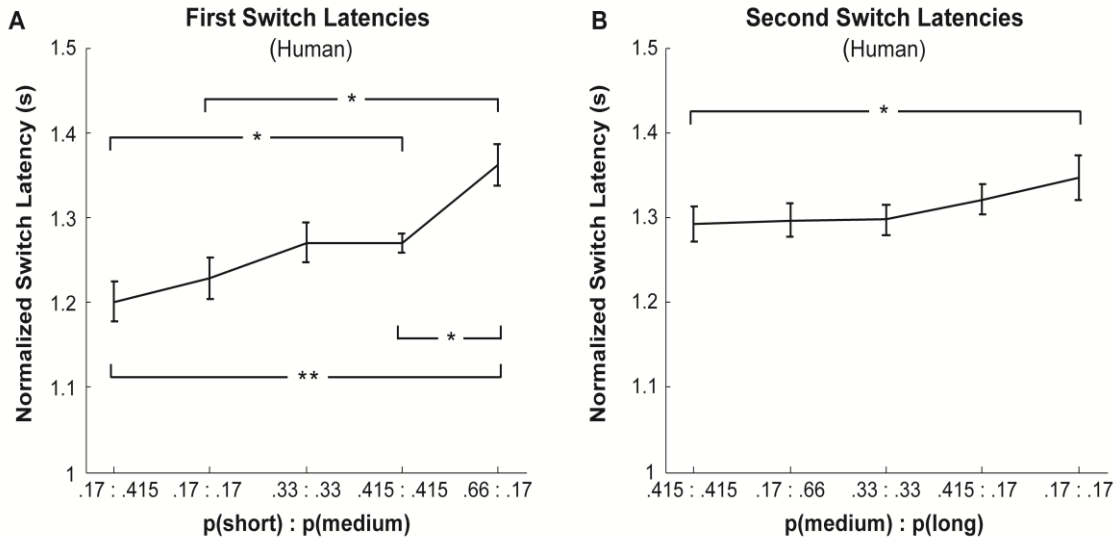 A
First Switch Latencies
(Human)
Normalized Switch Latency (s)
1.5
1.4
1.3
1.2
1.1
1
*
*
*
**
.17 : .415
.17 : .17
.33 : .33
.415 : .415
.66 : .17
p(short) : p(medium)
B
Second Switch Latencies
(Human)
Normalized Switch Latency (s)
1.5
1.4
1.3
1.2
1.1
1
*
.415 : .415
.17 : .66
.33 : .33
.415 : .17
.17 : .17
p(medium) : p(long)